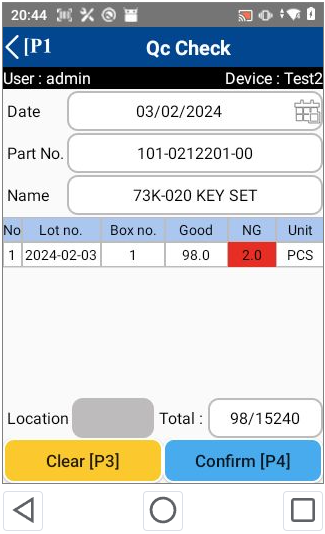 20:44
[P1 Qc Check
User : admin Device : Test2
Date 03/02/2024
Part No. 101-0212201-00
Name 73K-020 KEY SET
No Lot no. Box no. Good NG Unit
1 2024-02-03 1 98.0 2.0 PCS
Location Total : 98/15240
Clear [P3] Confirm [P4]